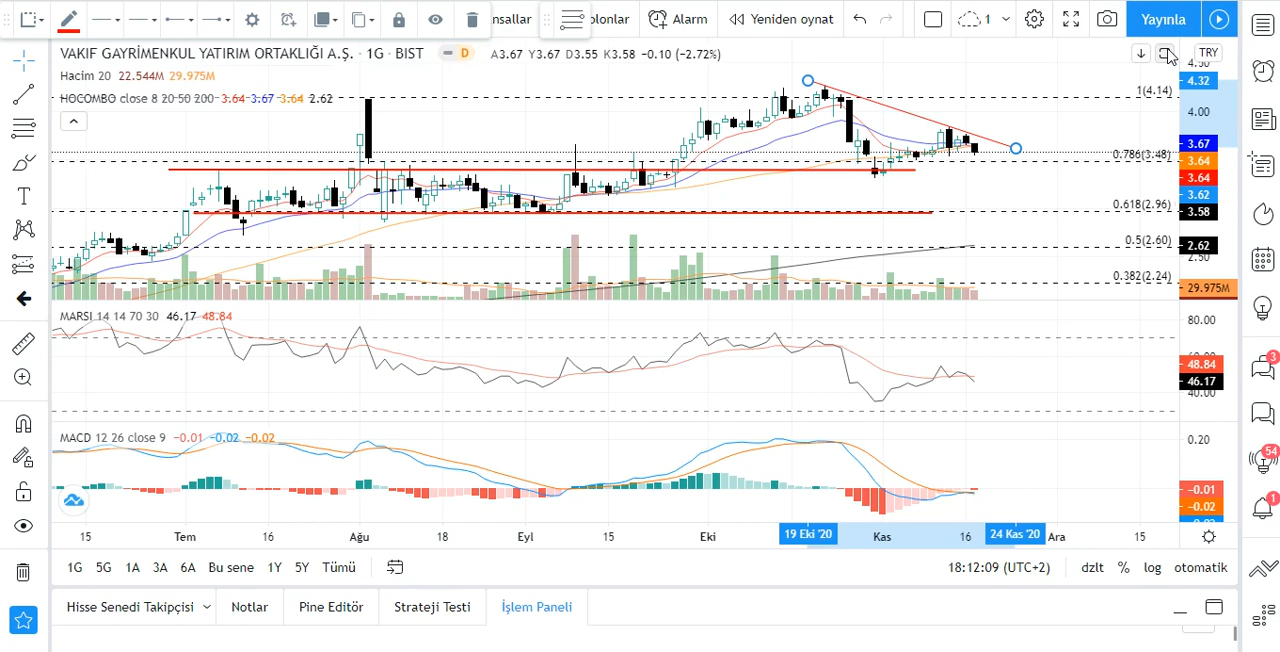 nsallar
olonlar
Alarm
Yeniden oynat
1
Yayınla
VAKIF GAYRİMENKUL YATIRIM ORTAKLIĞI A.Ş. · 1G · BIST
D
A3.67 Y3.67 D3.55 K3.58 −0.10 (−2.72%)
TRY
Hacim 20 22.544M 29.975M
HOCOMBO close 8 20 50 200 3.64 3.67 3.64 2.62
4.50
4.32
1(4.14)
4.00
3.67
0.786(3.48)
3.64
3.64
3.62
0.618(2.96)
3.58
0.5(2.60)
2.62
2.50
0.382(2.24)
29.975M
MARSI 14 14 70 30 46.17 48.84
80.00
60.00
48.84
46.17
40.00
MACD 12 26 close 9 −0.01 −0.02 −0.02
0.20
−0.01
−0.02
15 Tem 16 Ağu 18 Eyl 15 Eki 19 Eki '20 Kas 16 24 Kas '20 Ara 15
1G 5G 1A 3A 6A Bu sene 1Y 5Y Tümü
18:12:09 (UTC+2)
dzlt % log otomatik
Hisse Senedi Takipçisi Notlar Pine Editör Strateji Testi İşlem Paneli
3
54
1